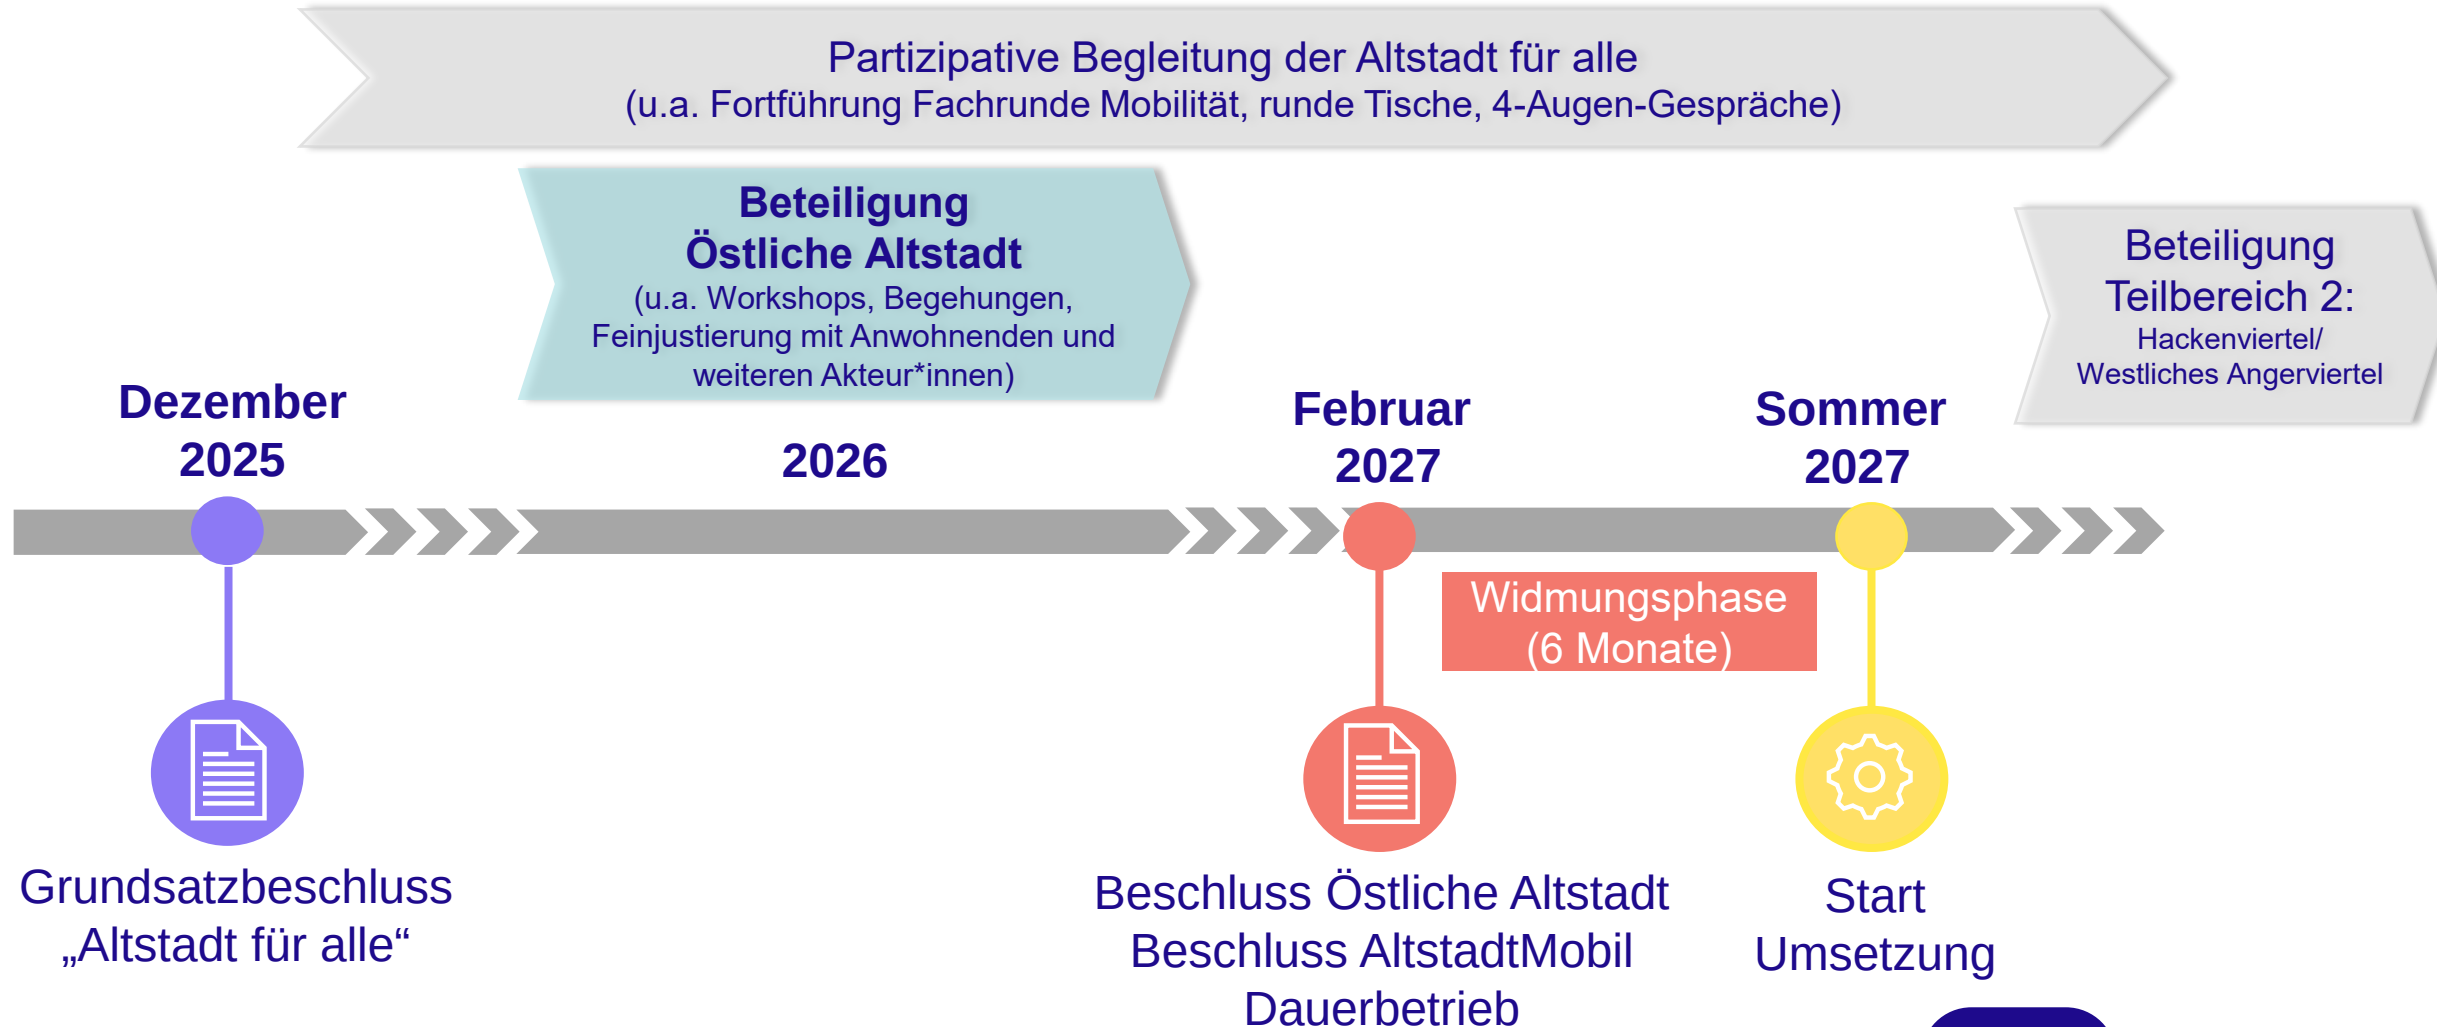 Partizipative Begleitung der Altstadt für alle
(u.a. Fortführung Fachrunde Mobilität, runde Tische, 4-Augen-Gespräche)
Beteiligung
Östliche Altstadt
(u.a. Workshops, Begehungen,
Feinjustierung mit Anwohnenden und
weiteren Akteur*innen)
Beteiligung
Teilbereich 2:
Hackenviertel/
Westliches Angerviertel
Dezember
2025
2026
Februar
2027
Sommer
2027
Widmungsphase
(6 Monate)
Grundsatzbeschluss
„Altstadt für alle“
Beschluss Östliche Altstadt
Beschluss AltstadtMobil
Dauerbetrieb
Start
Umsetzung